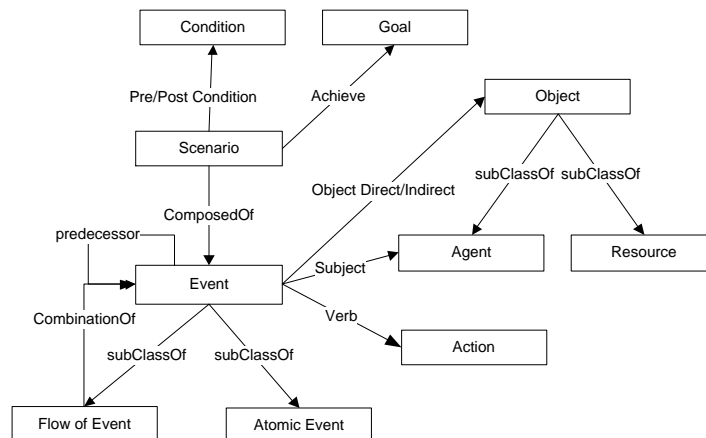 Condition
Goal
Pre/Post Condition
Achieve
Object
Scenario
subClassOf
subClassOf
Object Direct/Indirect
ComposedOf
predecessor
Agent
Resource
Subject
Event
CombinationOf
Verb
Action
subClassOf
subClassOf
Flow of Event
Atomic Event